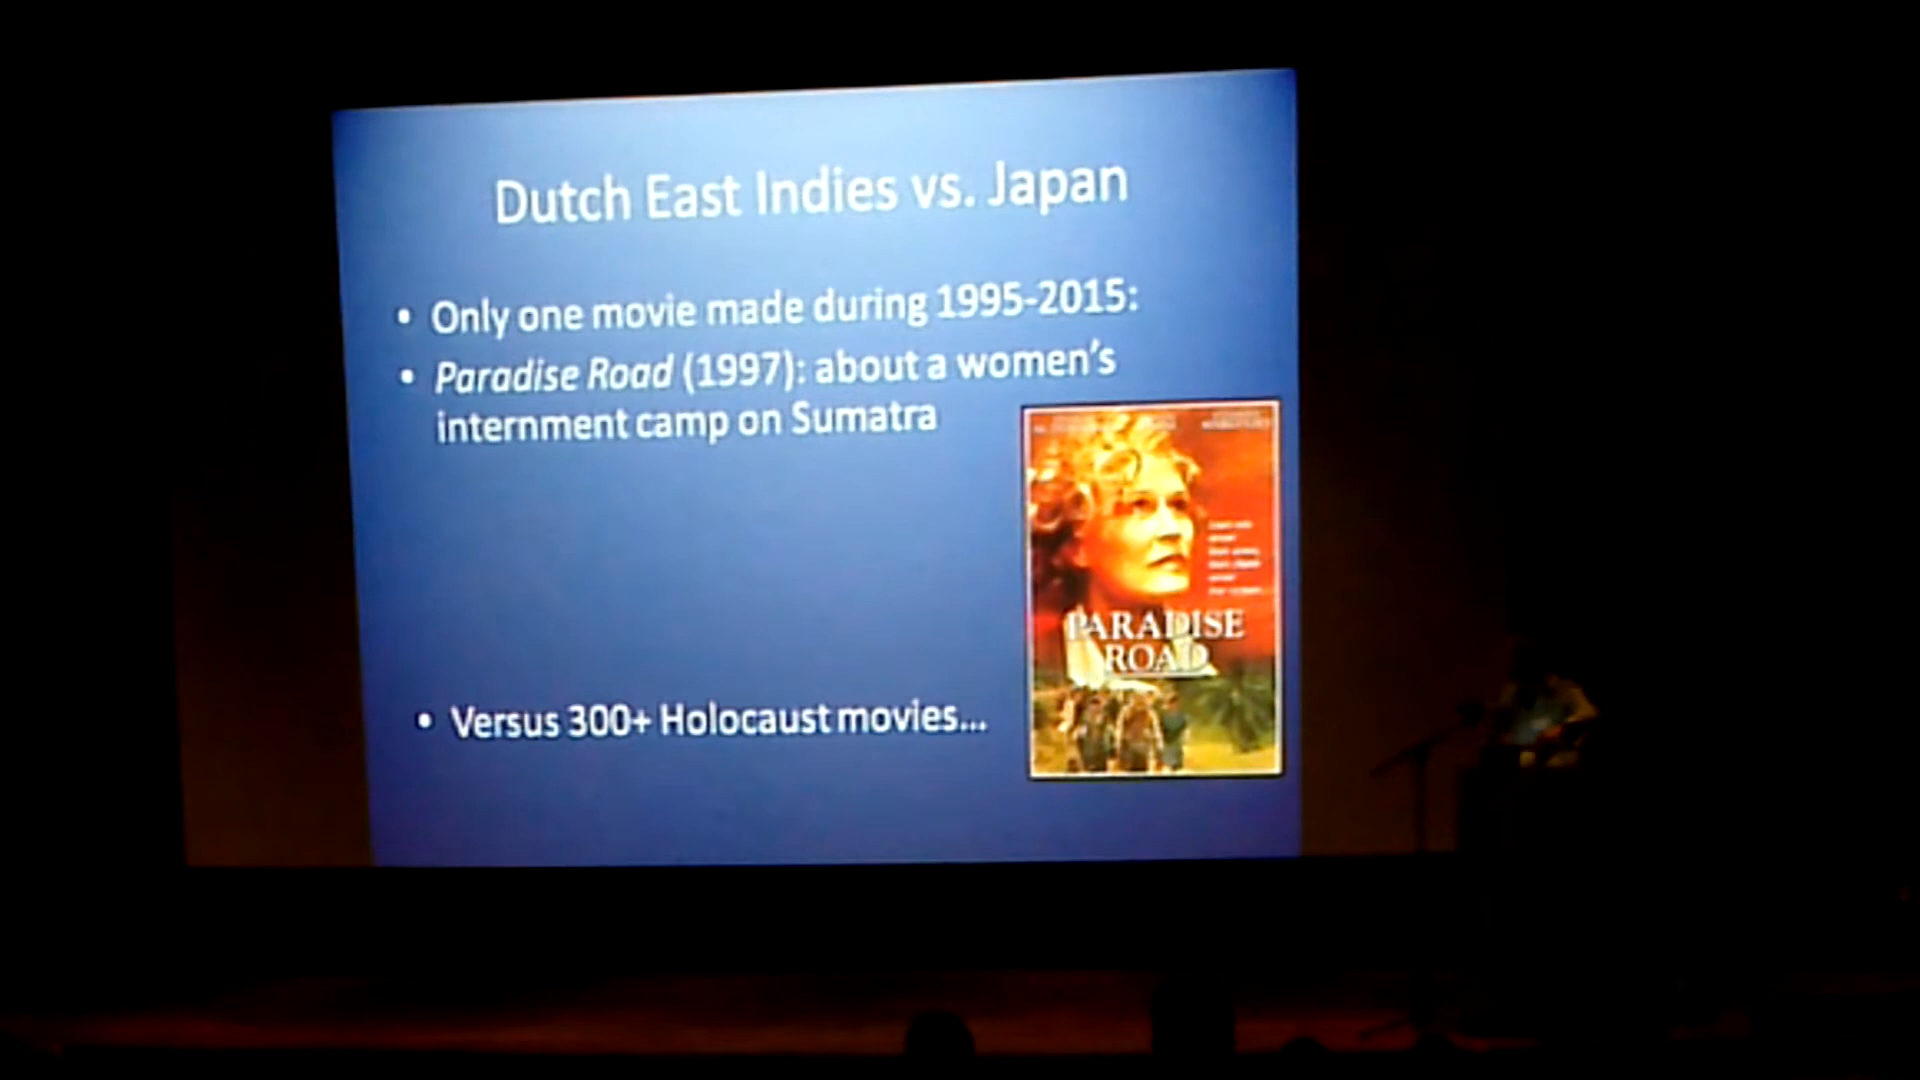 Dutch East Indies vs. Japan
• Only one movie made during 1995-2015:
• Paradise Road (1997): about a women's
internment camp on Sumatra
PARADISE
ROAD
• Versus 300+ Holocaust movies...